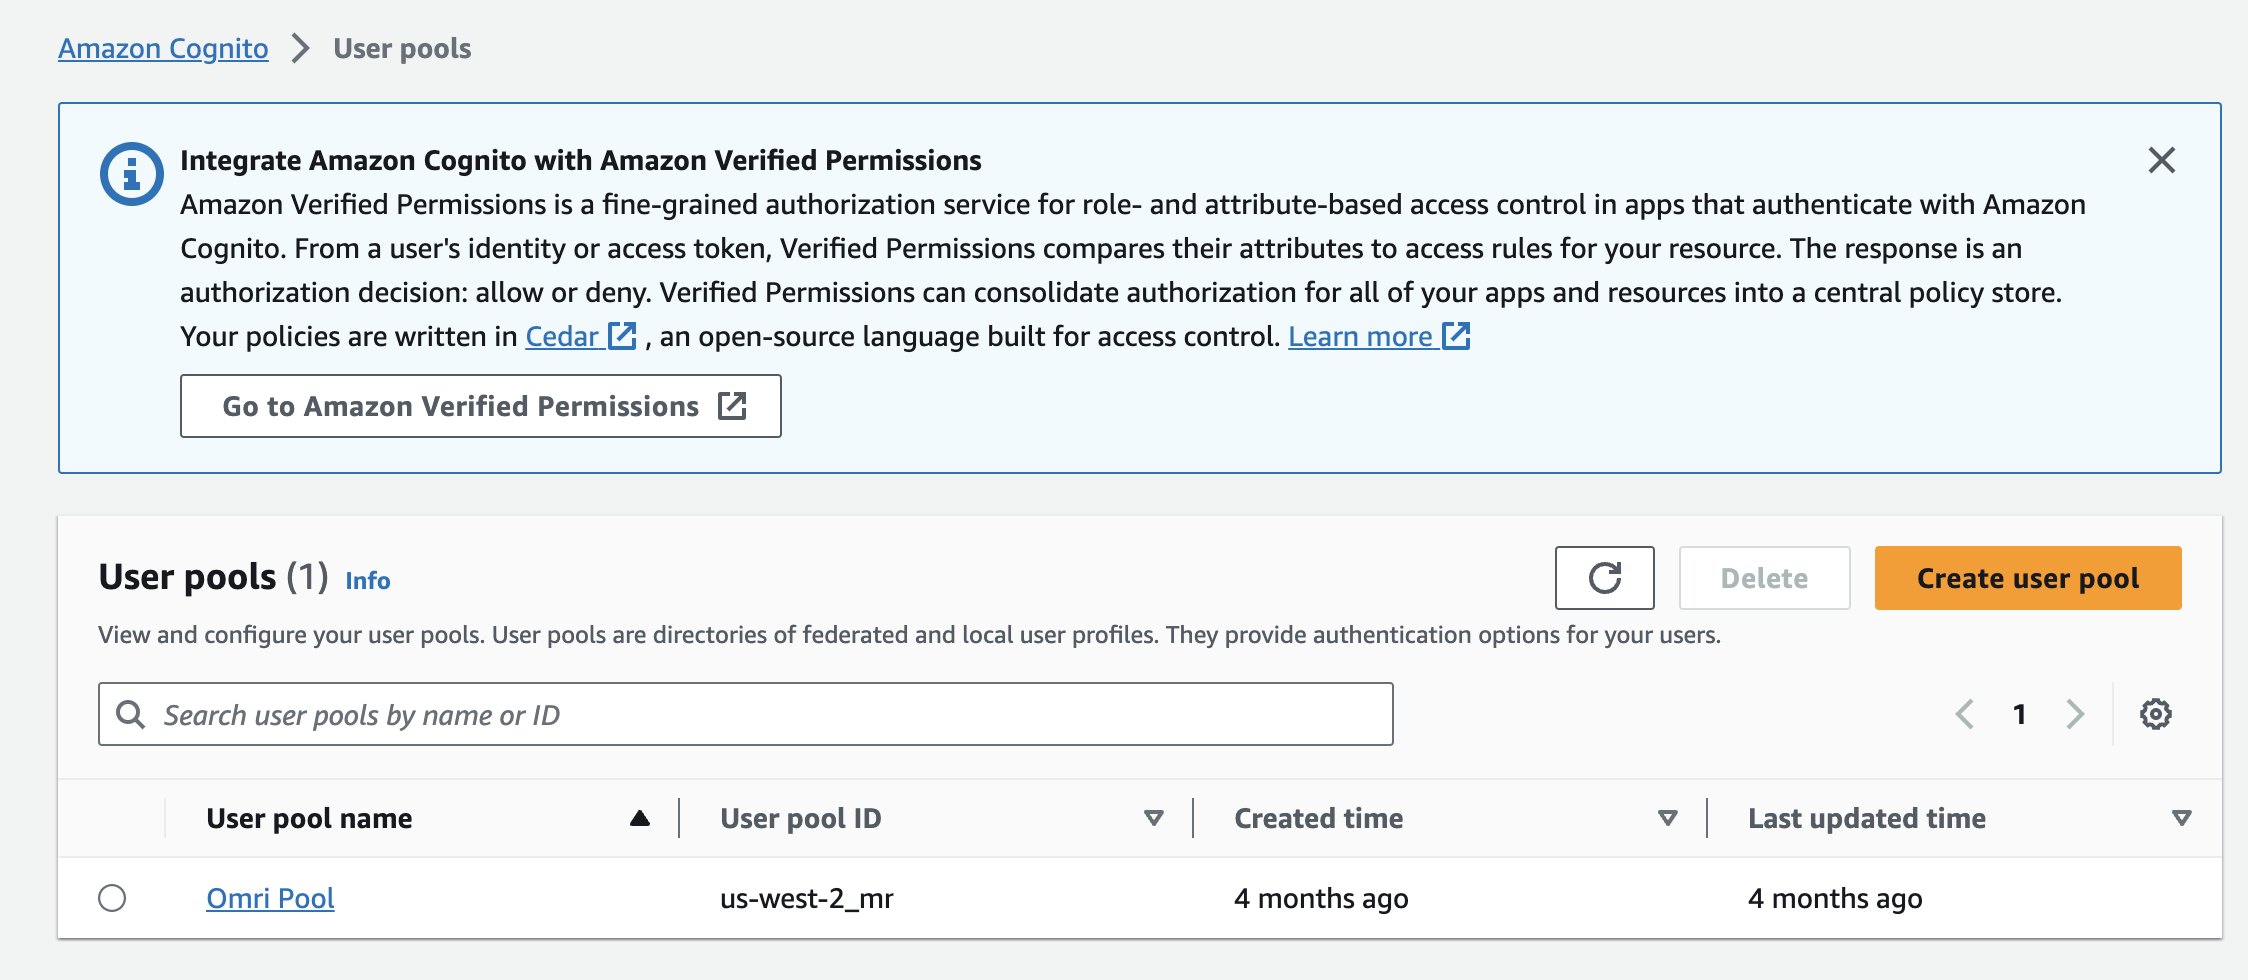 Amazon Cognito > User pools
Integrate Amazon Cognito with Amazon Verified Permissions
Amazon Verified Permissions is a fine-grained authorization service for role- and attribute-based access control in apps that authenticate with Amazon
Cognito. From a user's identity or access token, Verified Permissions compares their attributes to access rules for your resource. The response is an
authorization decision: allow or deny. Verified Permissions can consolidate authorization for all of your apps and resources into a central policy store.
Your policies are written in Cedar , an open-source language built for access control. Learn more
Go to Amazon Verified Permissions
User pools (1) Info
Delete
Create user pool
View and configure your user pools. User pools are directories of federated and local user profiles. They provide authentication options for your users.
Search user pools by name or ID
1
User pool name User pool ID Created time Last updated time
Omri Pool us-west-2_mr 4 months ago 4 months ago